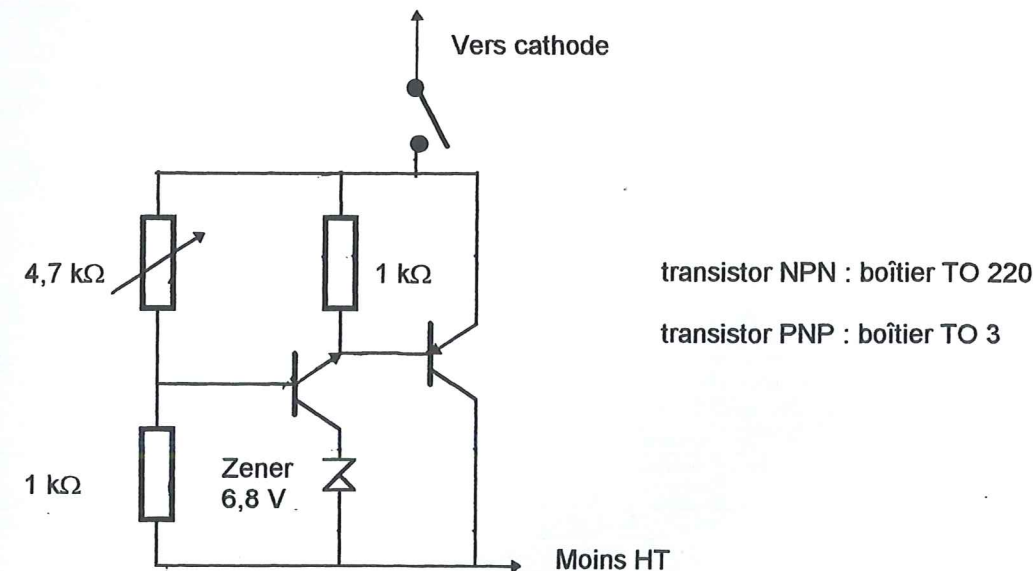 Vers cathode
4,7 kΩ
1 kΩ
transistor NPN : boîtier TO 220
transistor PNP : boîtier TO 3
1 kΩ
Zener
6,8 V
Moins HT